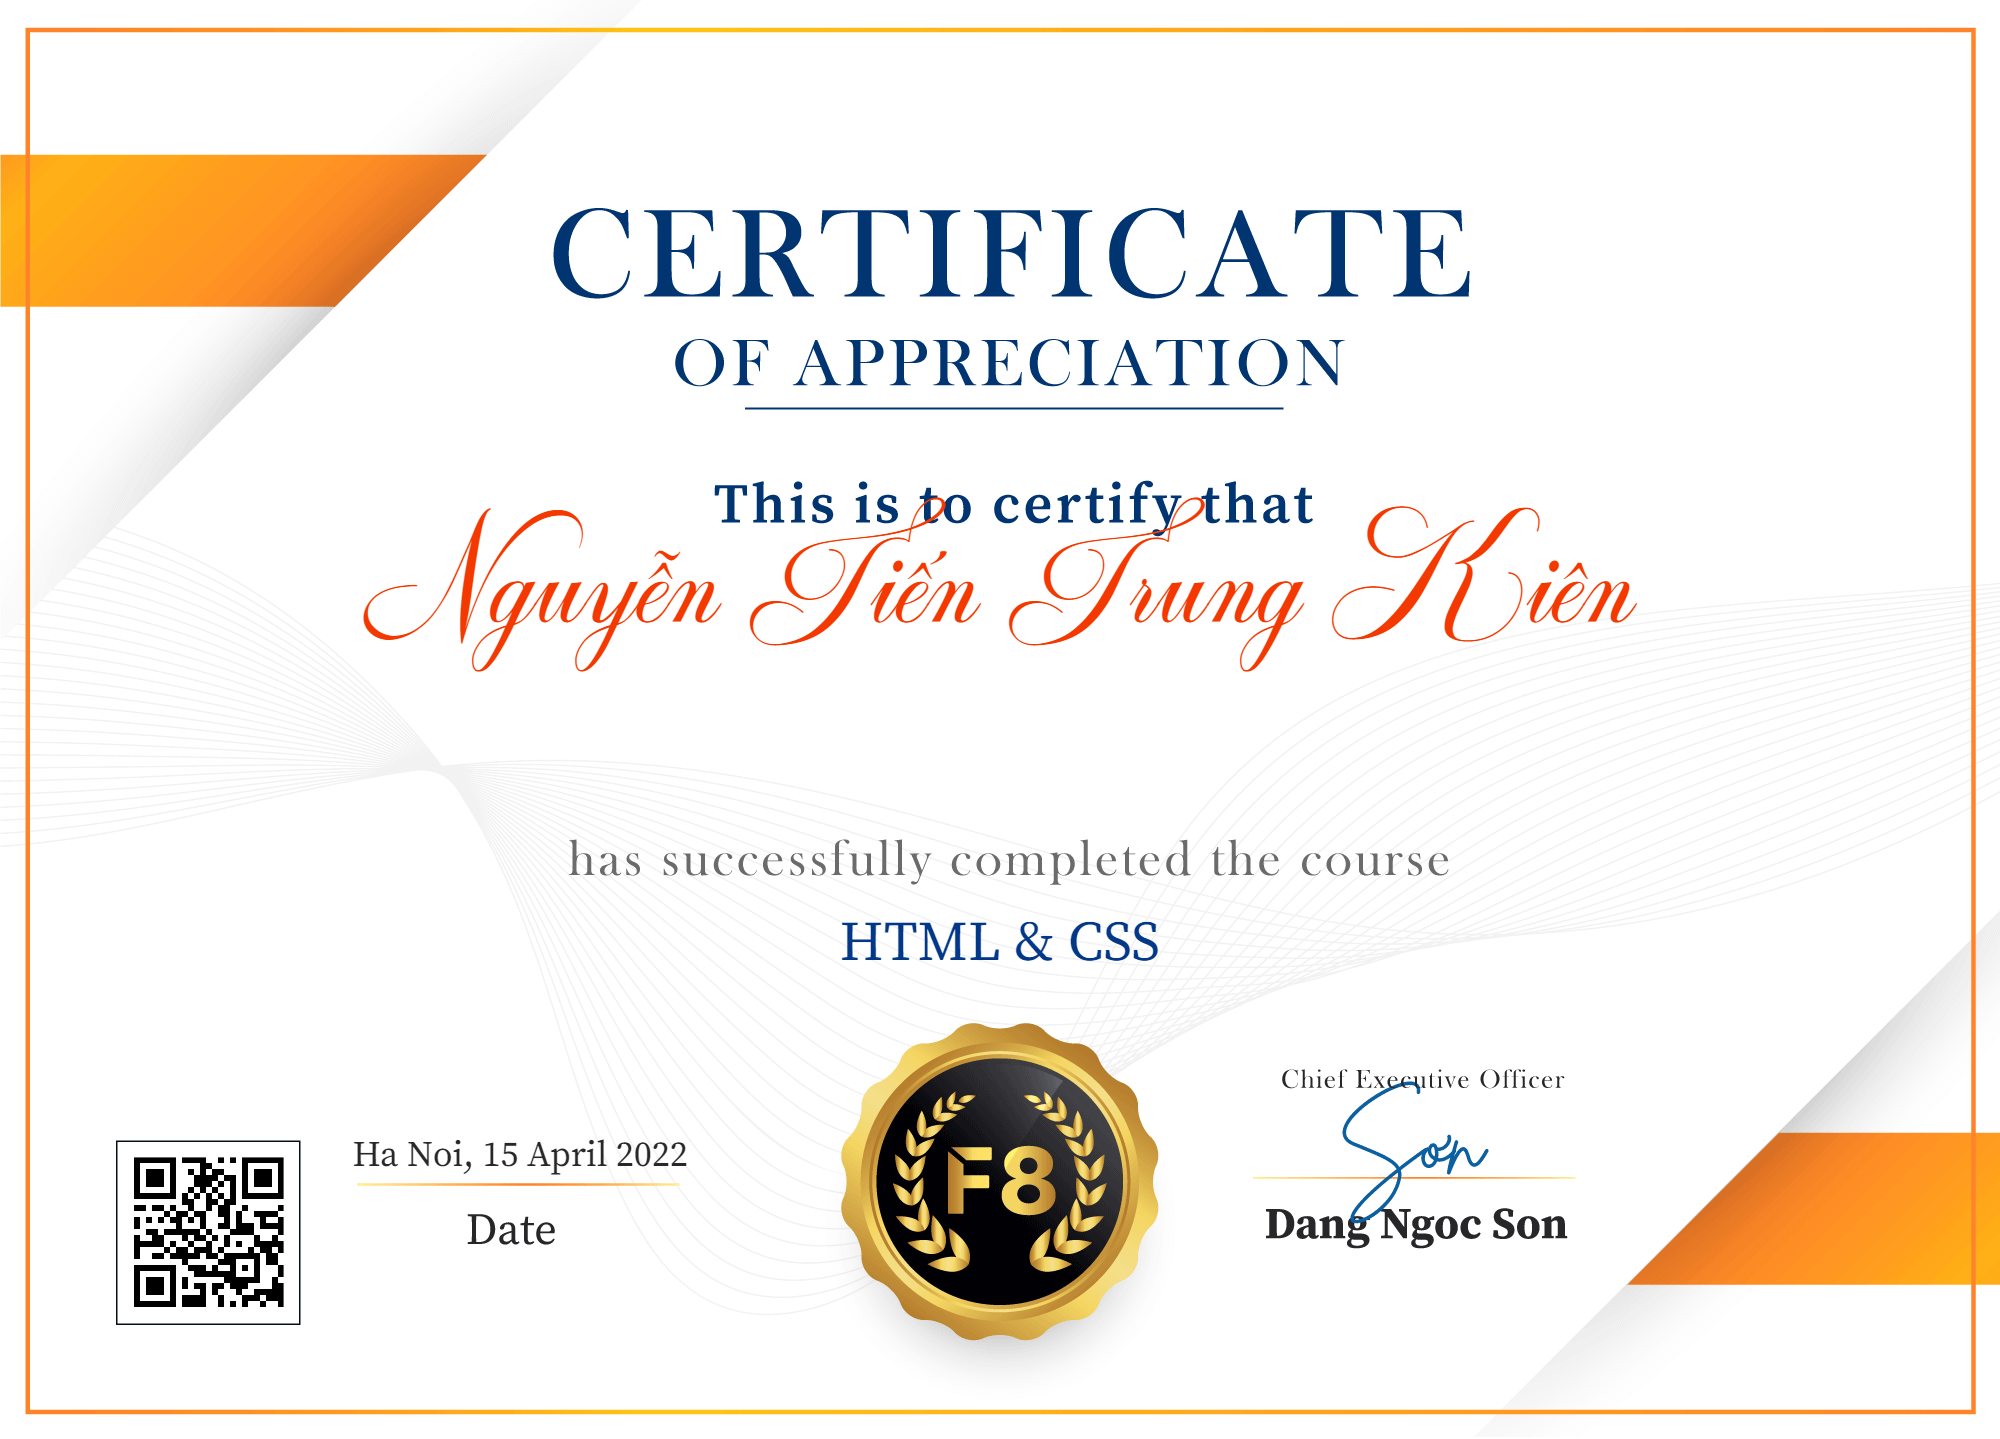 CERTIFICATE
OF APPRECIATION
This is to certify that
Nguyễn Tiến Trung Kiên
has successfully completed the course
HTML & CSS
Ha Noi, 15 April 2022
Date
F8
Chief Executive Officer
Son
Dang Ngoc Son